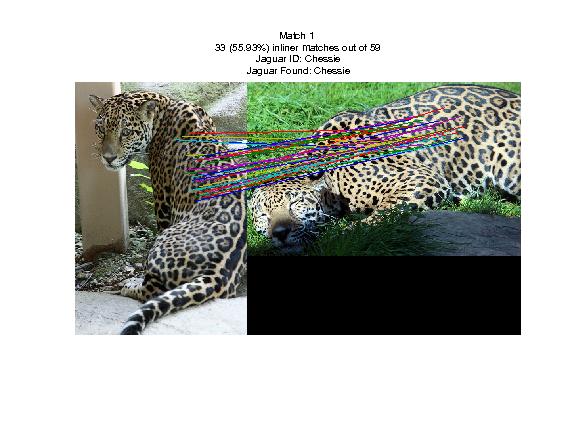 Match 1
33 (55.93%) inliner matches out of 59
Jaguar ID: Chessie
Jaguar Found: Chessie